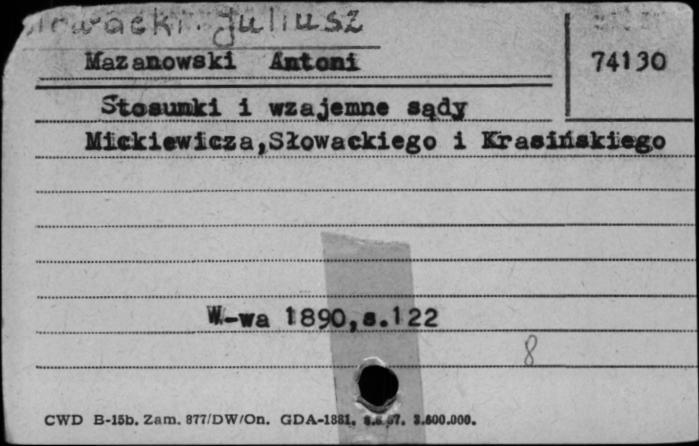 Słowacki Juliusz
Mazanowski Antoni
74130
Stosunki i wzajemne sądy
Mickiewicza,Słowackiego i Krasińskiego
W-wa 1890,s.122
8
CWD B-15b. Zam. 877/DW/On. GDA-1881. 3.600.000.